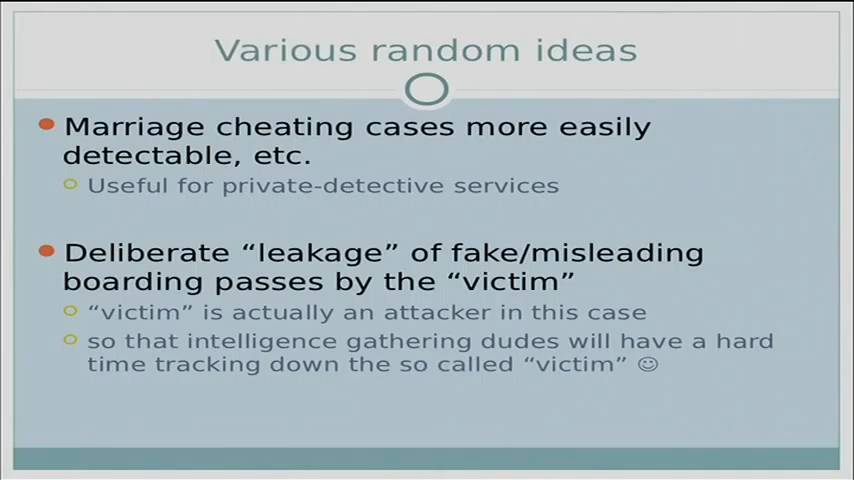 Various random ideas
Marriage cheating cases more easily
detectable, etc.
Useful for private-detective services
Deliberate “leakage” of fake/misleading
boarding passes by the “victim”
“victim” is actually an attacker in this case
so that intelligence gathering dudes will have a hard
time tracking down the so called “victim” ☺